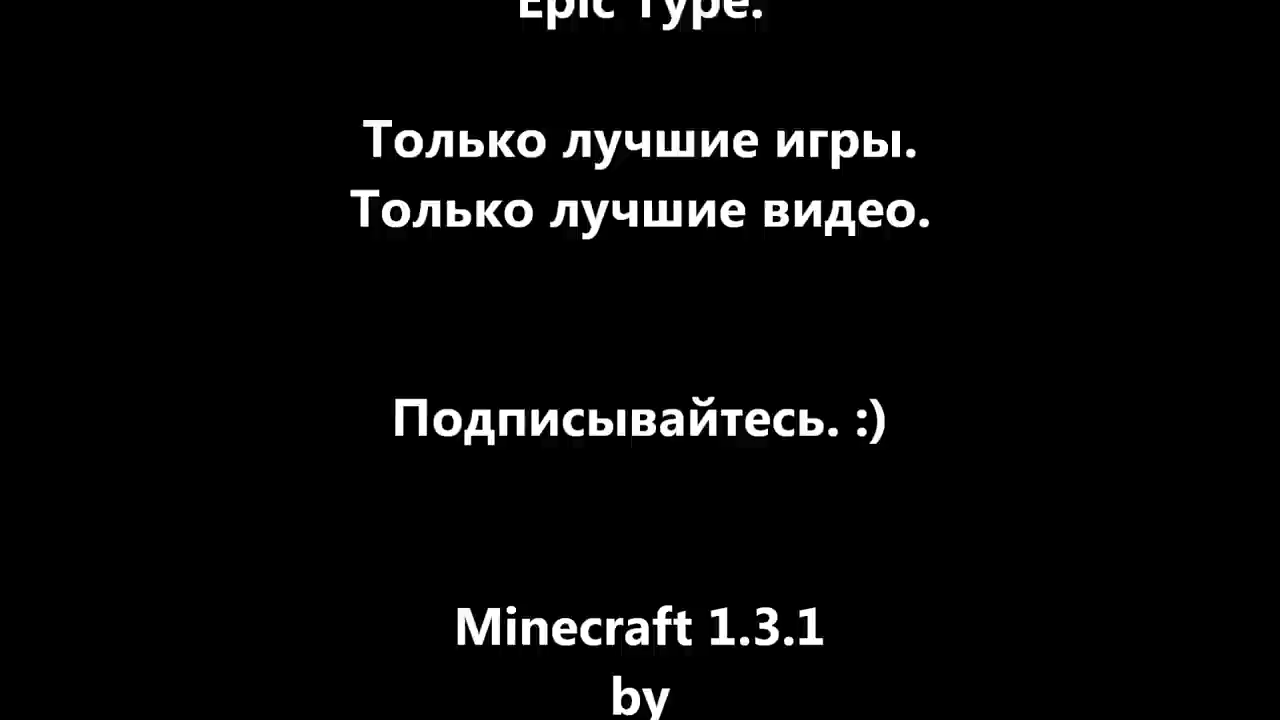 Epic Type.
Только лучшие игры.
Только лучшие видео.
Подписывайтесь. :)
Minecraft 1.3.1
by